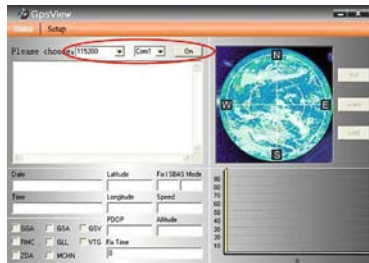 GpsView
Setup
Please choose: 115200 Com1 On
N
W E
S
Date Latitude Fix|SBAS Mode
Time Longitude Speed
PDOP Altitude
GSA GSA GSV
RMC GLL VTG Fix Time
ZDA MCHN 0
90
80
70
60
50
40
30
20
10
0